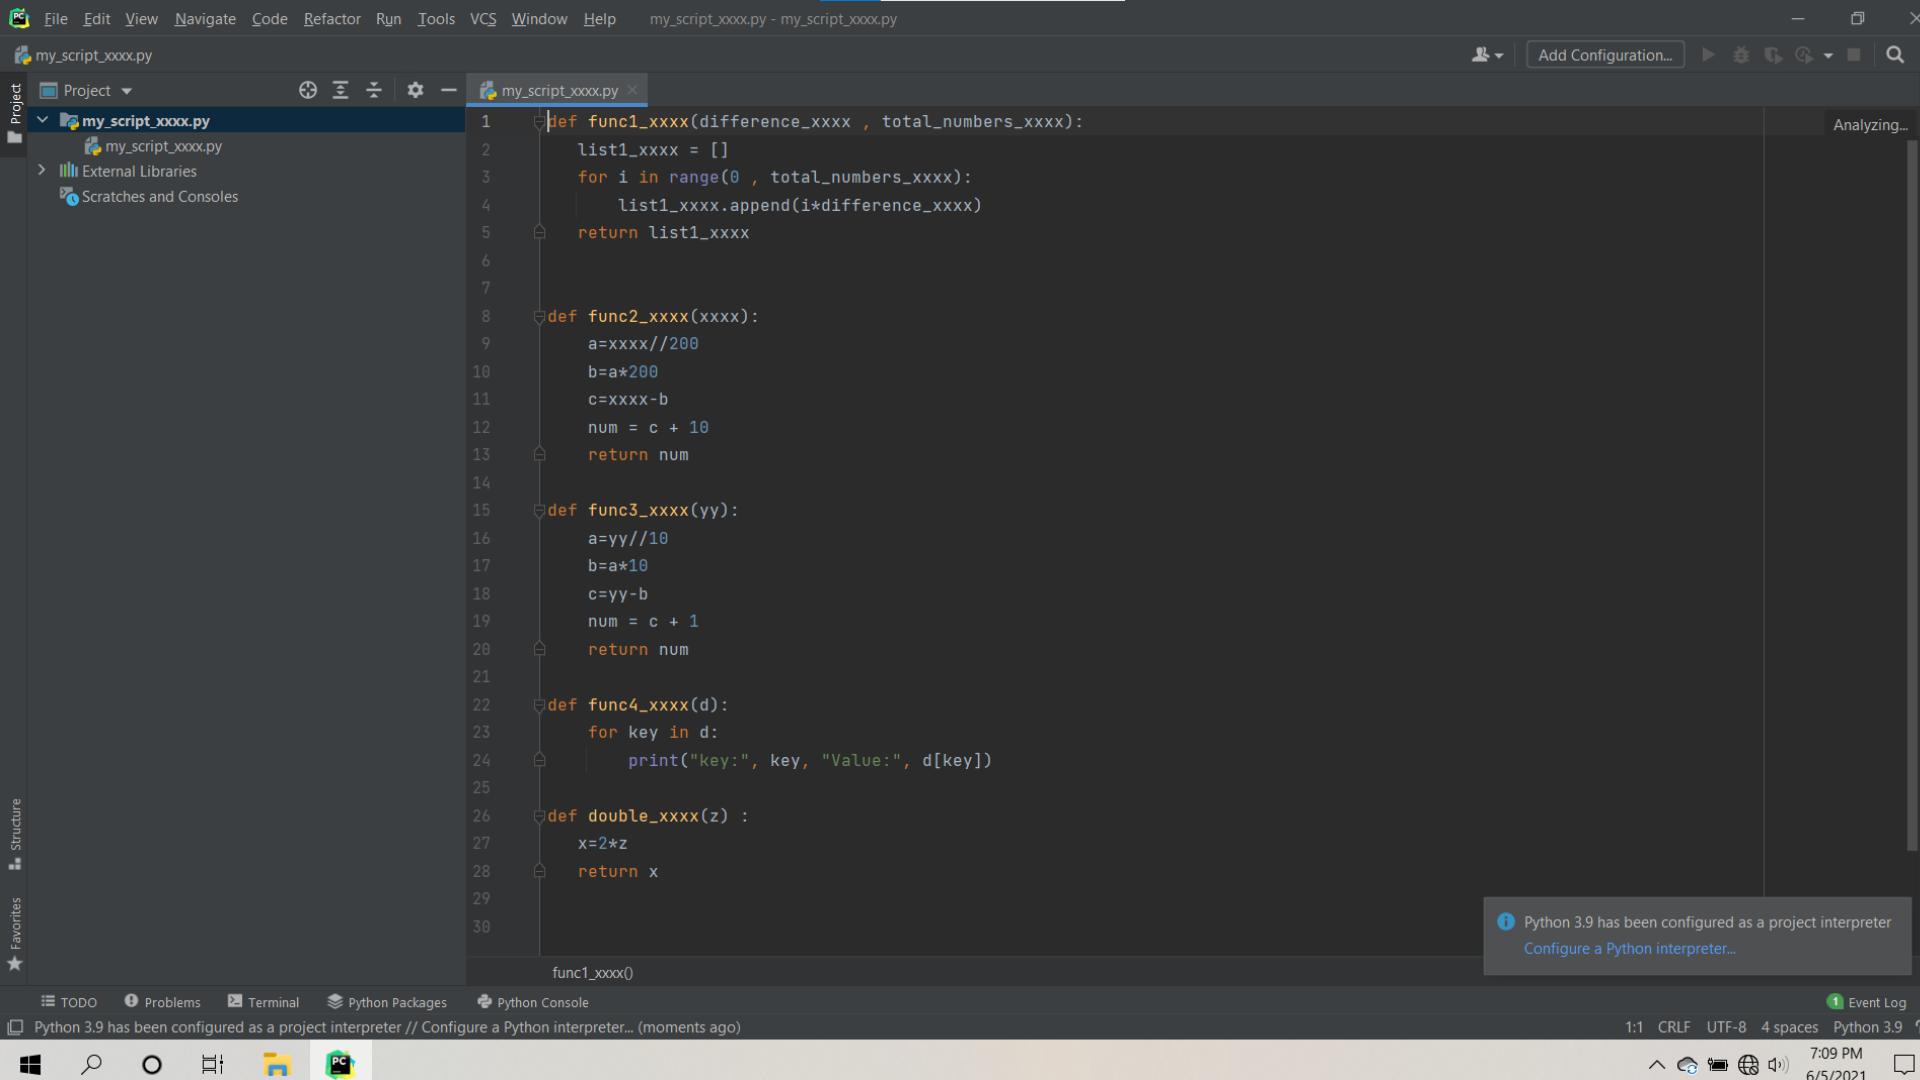 File Edit View Navigate Code Refactor Run Tools VCS Window Help my_script_xxxx.py - my_script_xxxx.py
my_script_xxxx.py
Add Configuration...
Project
Project
my_script_xxxx.py
my_script_xxxx.py
External Libraries
Scratches and Consoles
my_script_xxxx.py
Analyzing...
1 def func1_xxxx(difference_xxxx , total_numbers_xxxx):
2 list1_xxxx = []
3 for i in range(0 , total_numbers_xxxx):
4 list1_xxxx.append(i*difference_xxxx)
5 return list1_xxxx
6
7
8 def func2_xxxx(xxxx):
9 a=xxxx//200
10 b=a*200
11 c=xxxx-b
12 num = c + 10
13 return num
14
15 def func3_xxxx(yy):
16 a=yy//10
17 b=a*10
18 c=yy-b
19 num = c + 1
20 return num
21
22 def func4_xxxx(d):
23 for key in d:
24 print("key:", key, "Value:", d[key])
25
26 def double_xxxx(z) :
27 x=2*z
28 return x
29
30
Structure
Favorites
Python 3.9 has been configured as a project interpreter
Configure a Python interpreter...
func1_xxxx()
TODO Problems Terminal Python Packages Python Console
1 Event Log
Python 3.9 has been configured as a project interpreter // Configure a Python interpreter... (moments ago)
1:1 CRLF UTF-8 4 spaces Python 3.9
PC
7:09 PM
6/5/2021